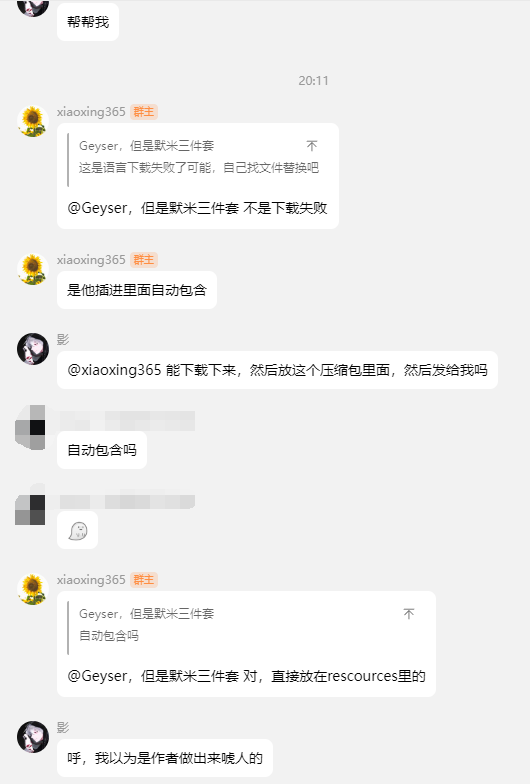 帮帮我
20:11
xiaoxing365 群主
Geyser，但是默米三件套 不
这是语言下载失败了可能，自己找文件替换吧
@Geyser，但是默米三件套 不是下载失败
xiaoxing365 群主
是他插进里面自动包含
影
@xiaoxing365 能下载下来，然后放这个压缩包里面，然后发给我吗
自动包含吗
xiaoxing365 群主
Geyser，但是默米三件套 不
自动包含吗
@Geyser，但是默米三件套 对，直接放在rescources里的
影
呼，我以为是作者做出来唬人的